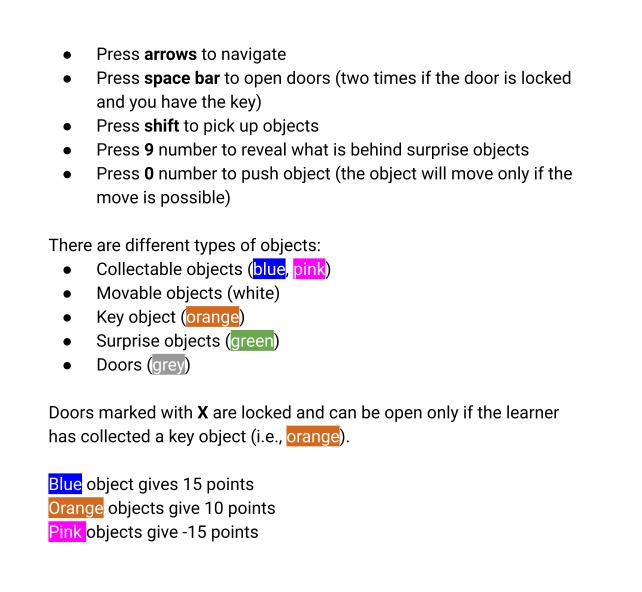 ● Press arrows to navigate
● Press space bar to open doors (two times if the door is locked
and you have the key)
● Press shift to pick up objects
● Press 9 number to reveal what is behind surprise objects
● Press 0 number to push object (the object will move only if the
move is possible)
There are different types of objects:
● Collectable objects (blue, pink)
● Movable objects (white)
● Key object (orange)
● Surprise objects (green)
● Doors (grey)
Doors marked with X are locked and can be open only if the learner
has collected a key object (i.e., orange).
Blue object gives 15 points
Orange objects give 10 points
Pink objects give -15 points